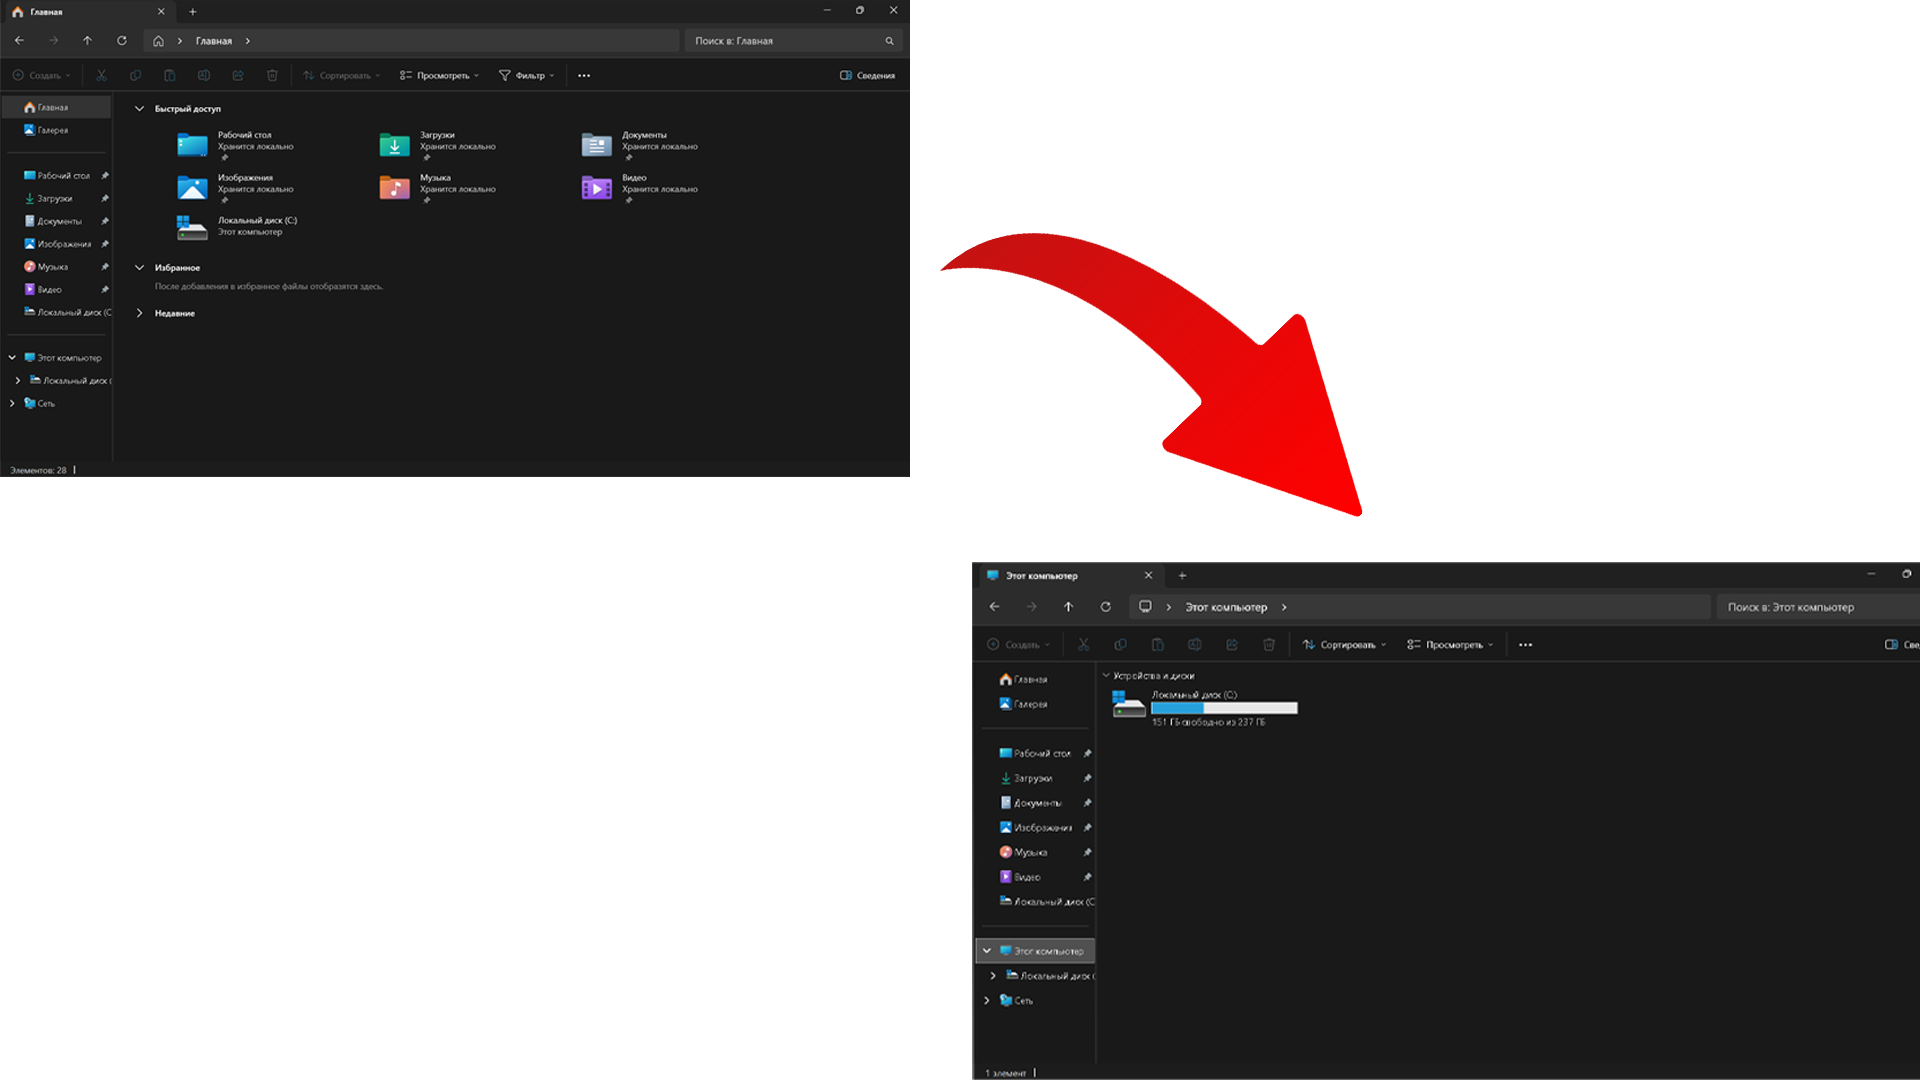 Главная
Главная
Поиск в: Главная
Создать
Сортировать
Просмотреть
Фильтр
Сведения
Главная
Галерея
Рабочий стол
Загрузки
Документы
Изображения
Музыка
Видео
Локальный диск (C
Этот компьютер
Локальный диск (
Сеть
Быстрый доступ
Рабочий стол
Хранится локально
Загрузки
Хранится локально
Документы
Хранится локально
Изображения
Хранится локально
Музыка
Хранится локально
Видео
Хранится локально
Локальный диск (C:)
Этот компьютер
Избранное
После добавления в избранное файлы отобразятся здесь.
Недавние
Элементов: 28
Этот компьютер
Этот компьютер
Поиск в: Этот компьютер
Создать
Сортировать
Просмотреть
Све
Главная
Галерея
Рабочий стол
Загрузки
Документы
Изображения
Музыка
Видео
Локальный диск (C
Этот компьютер
Локальный диск (
Сеть
Устройства и диски
Локальный диск (C:)
151 ГБ свободно из 237 ГБ
1 элемент